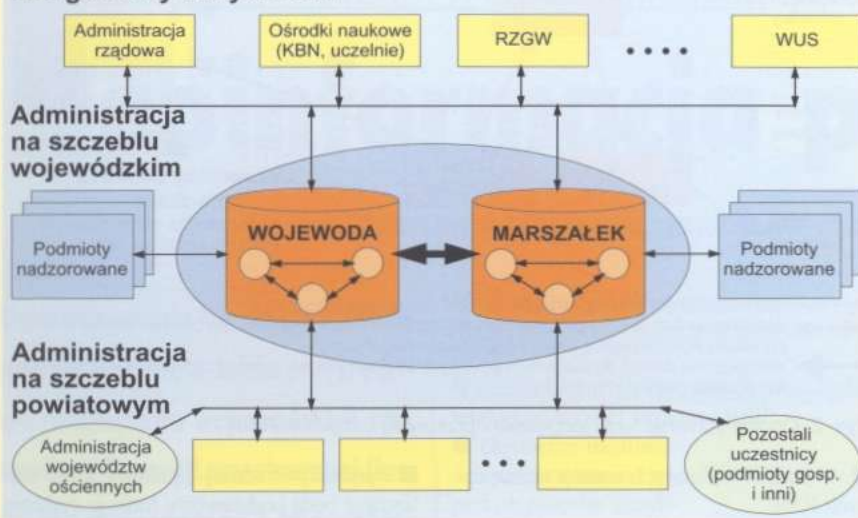 Administracja
rządowa
Ośrodki naukowe
(KBN, uczelnie)
RZGW
WUS
Administracja
na szczeblu
wojewódzkim
Podmioty
nadzorowane
WOJEWODA
MARSZAŁEK
Podmioty
nadzorowane
Administracja
na szczeblu
powiatowym
Administracja
województw
ościennych
Pozostali
uczestnicy
(podmioty gosp.
i inni)